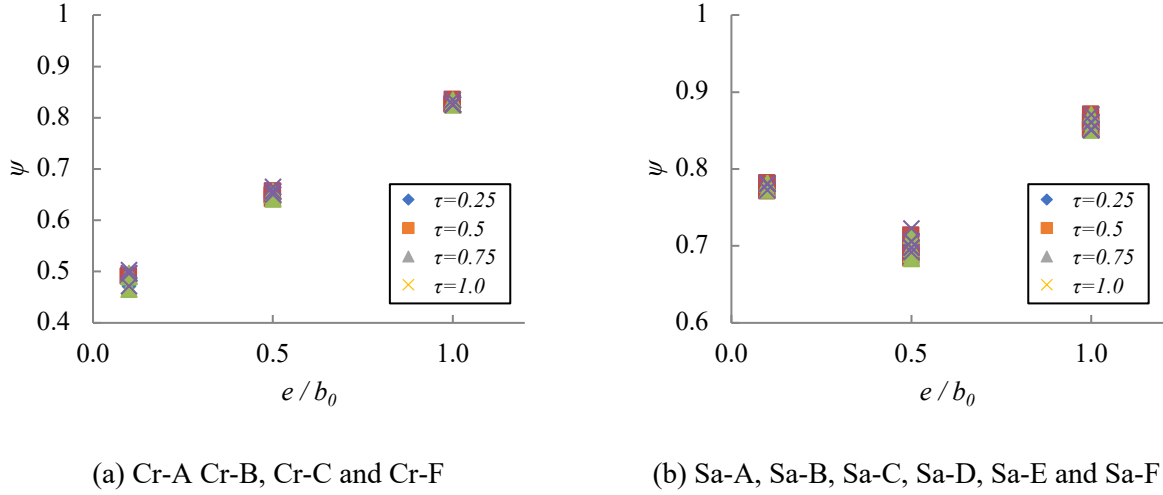 1
0.9
0.8
0.7
0.6
0.5
0.4
ψ
0.0 0.5 1.0
e / b0
τ=0.25
τ=0.5
τ=0.75
τ=1.0
(a) Cr-A Cr-B, Cr-C and Cr-F
1
0.9
0.8
0.7
0.6
ψ
0.0 0.5 1.0
e / b0
τ=0.25
τ=0.5
τ=0.75
τ=1.0
(b) Sa-A, Sa-B, Sa-C, Sa-D, Sa-E and Sa-F